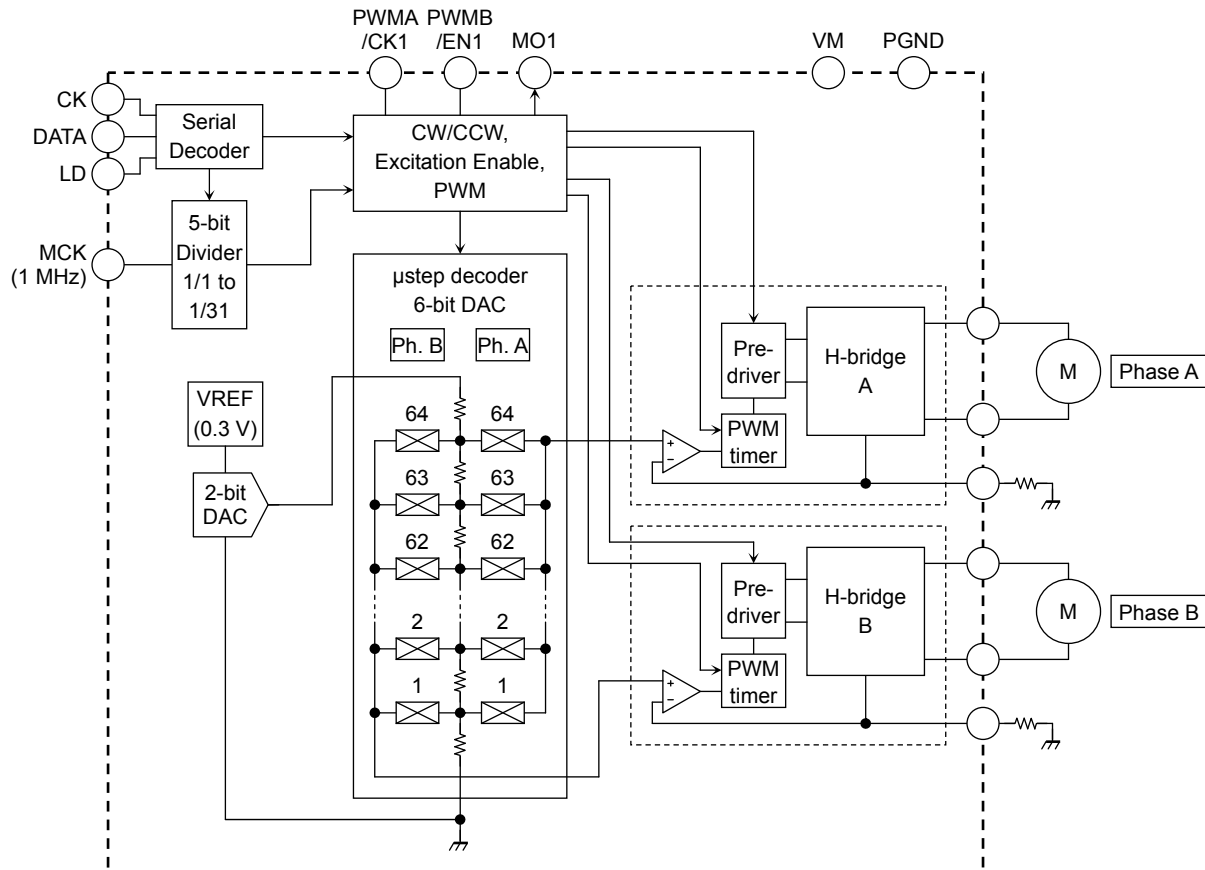 PWMA
/CK1
PWMB
/EN1
MO1
VM
PGND
CK
DATA
LD
Serial
Decoder
CW/CCW,
Excitation Enable,
PWM
MCK
(1 MHz)
5-bit
Divider
1/1 to
1/31
µstep decoder
6-bit DAC
Ph. B
Ph. A
VREF
(0.3 V)
2-bit
DAC
64
64
63
63
62
62
2
2
1
1
Pre-
driver
H-bridge
A
PWM
timer
+
−
M
Phase A
Pre-
driver
H-bridge
B
PWM
timer
+
−
M
Phase B